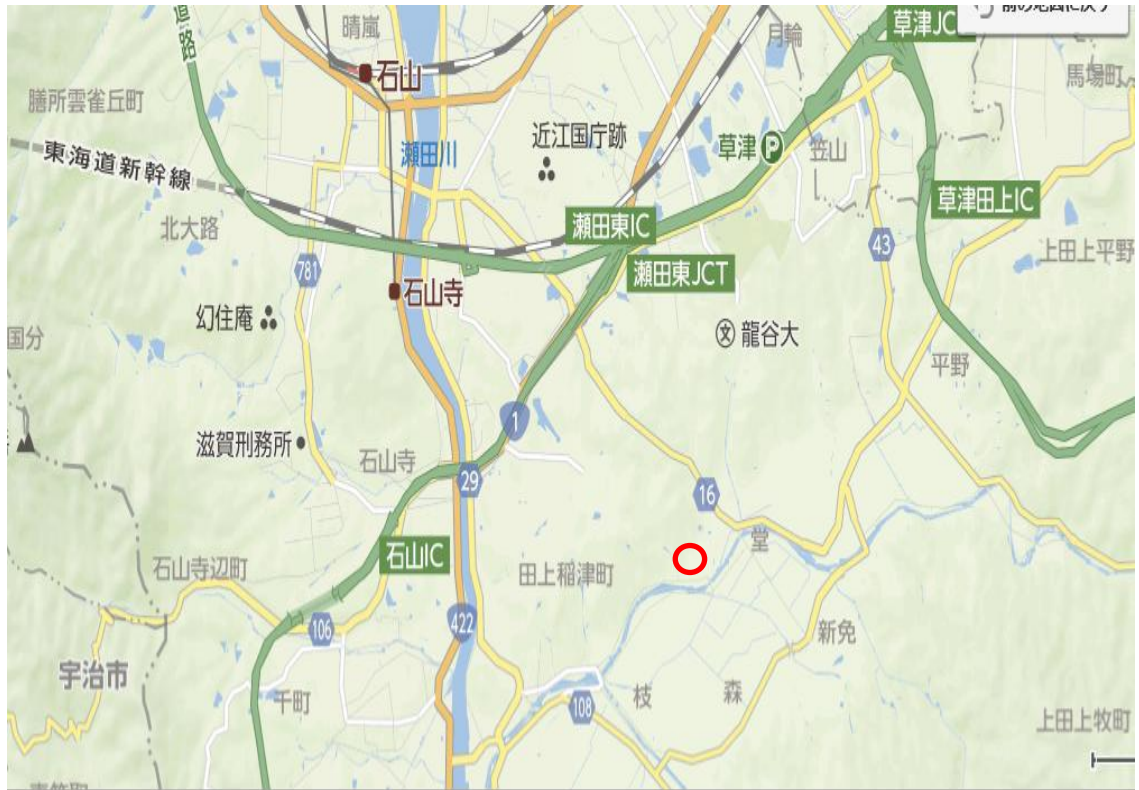 晴嵐
月輪
草津JC
馬場町
石山
膳所雲雀丘町
近江国庁跡
草津
P
笠山
瀬田川
東海道新幹線
草津田上IC
瀬田東IC
北大路
43
上田上平野
781
瀬田東JCT
石山寺
幻住庵
国分
文
龍谷大
平野
1
滋賀刑務所
石山寺
29
16
堂
石山IC
石山寺辺町
田上稲津町
106
422
新免
宇治市
千町
枝
森
108
上田上牧町